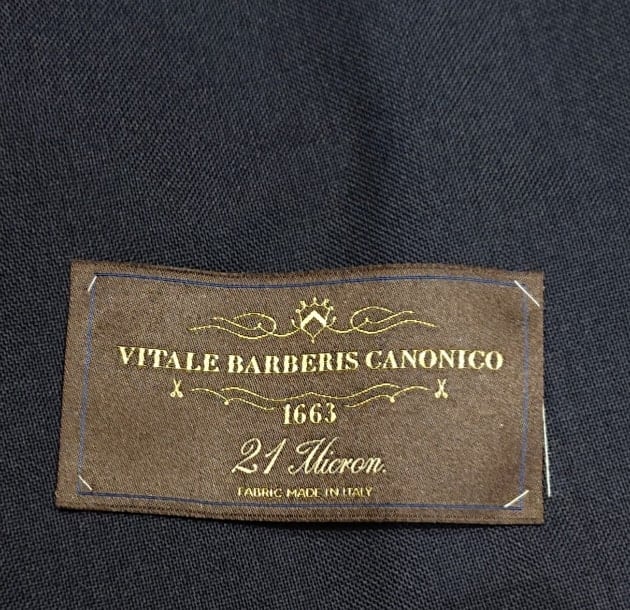 VITALE BARBERIS CANONICO
1663
21 Micron.
FABRIC MADE IN ITALY